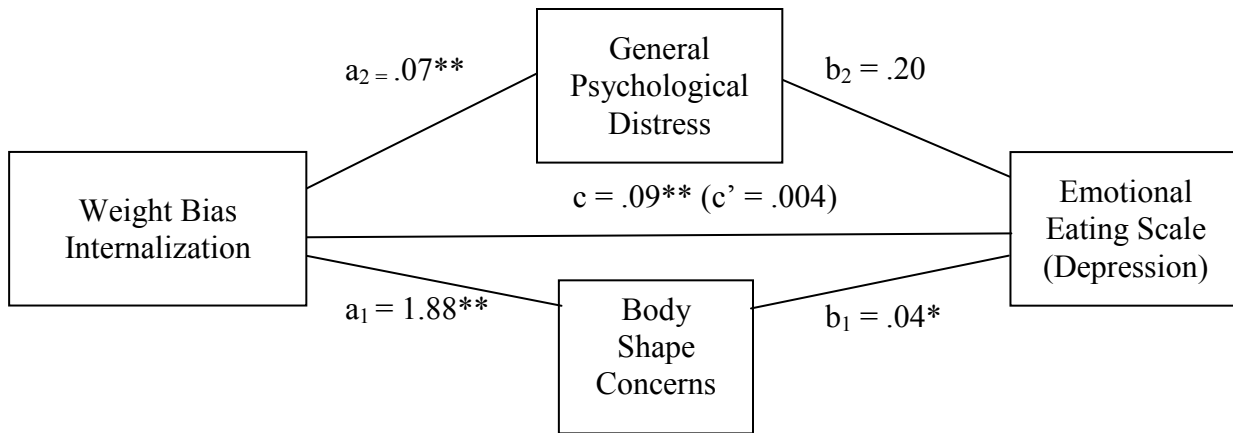 General
Psychological
Distress
a₂ = .07**
b₂ = .20
Weight Bias
Internalization
c = .09** (c’ = .004)
Emotional
Eating Scale
(Depression)
a₁ = 1.88**
Body
Shape
Concerns
b₁ = .04*